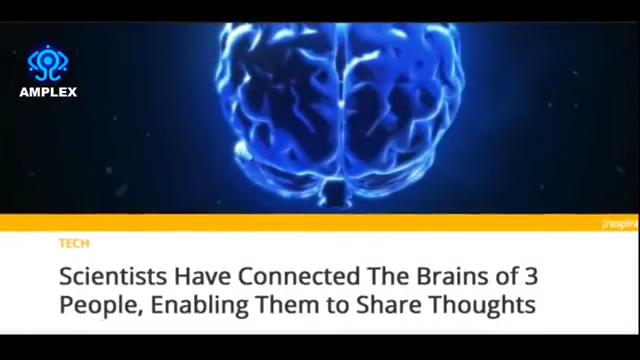 AMPLEX
TECH
Scientists Have Connected The Brains of 3
People, Enabling Them to Share Thoughts